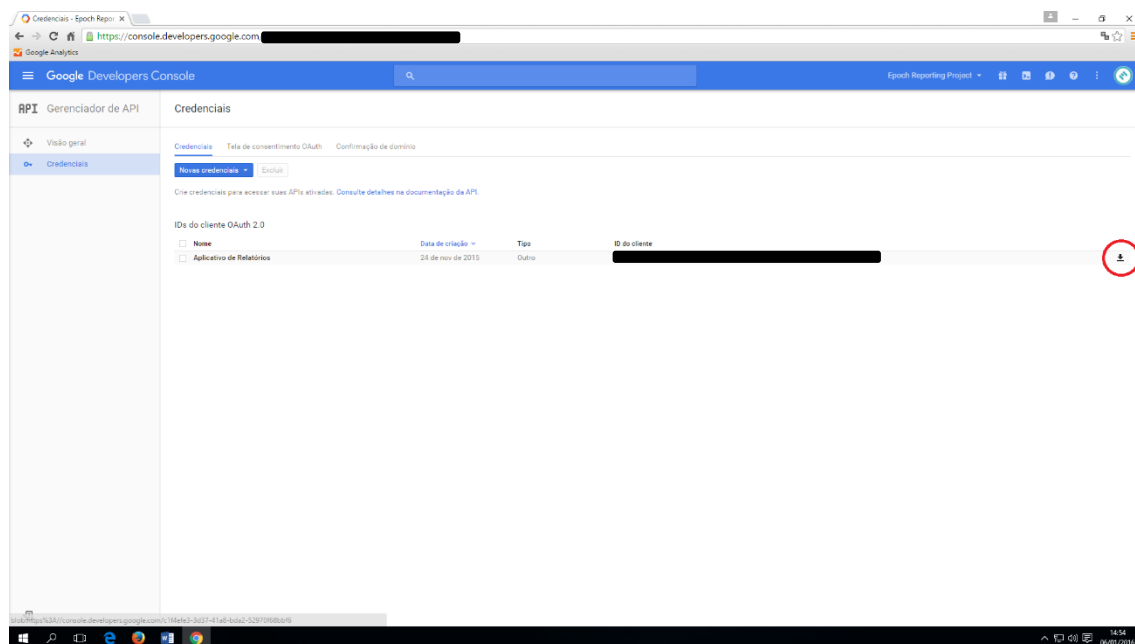 Credenciais - Epoch Repor
https://console.developers.google.com
Google Analytics
Google Developers Console
Epoch Reporting Project
API Gerenciador de API
Credenciais
Visão geral
Credenciais
Credenciais Tela de consentimento OAuth Confirmação de domínio
Novas credenciais Excluir
Crie credenciais para acessar suas APIs ativadas. Consulte detalhes na documentação da API.
IDs do cliente OAuth 2.0
Nome Data de criação Tipo ID do cliente
Aplicativo de Relatórios 24 de nov de 2015 Outro
14:54
06/01/2016